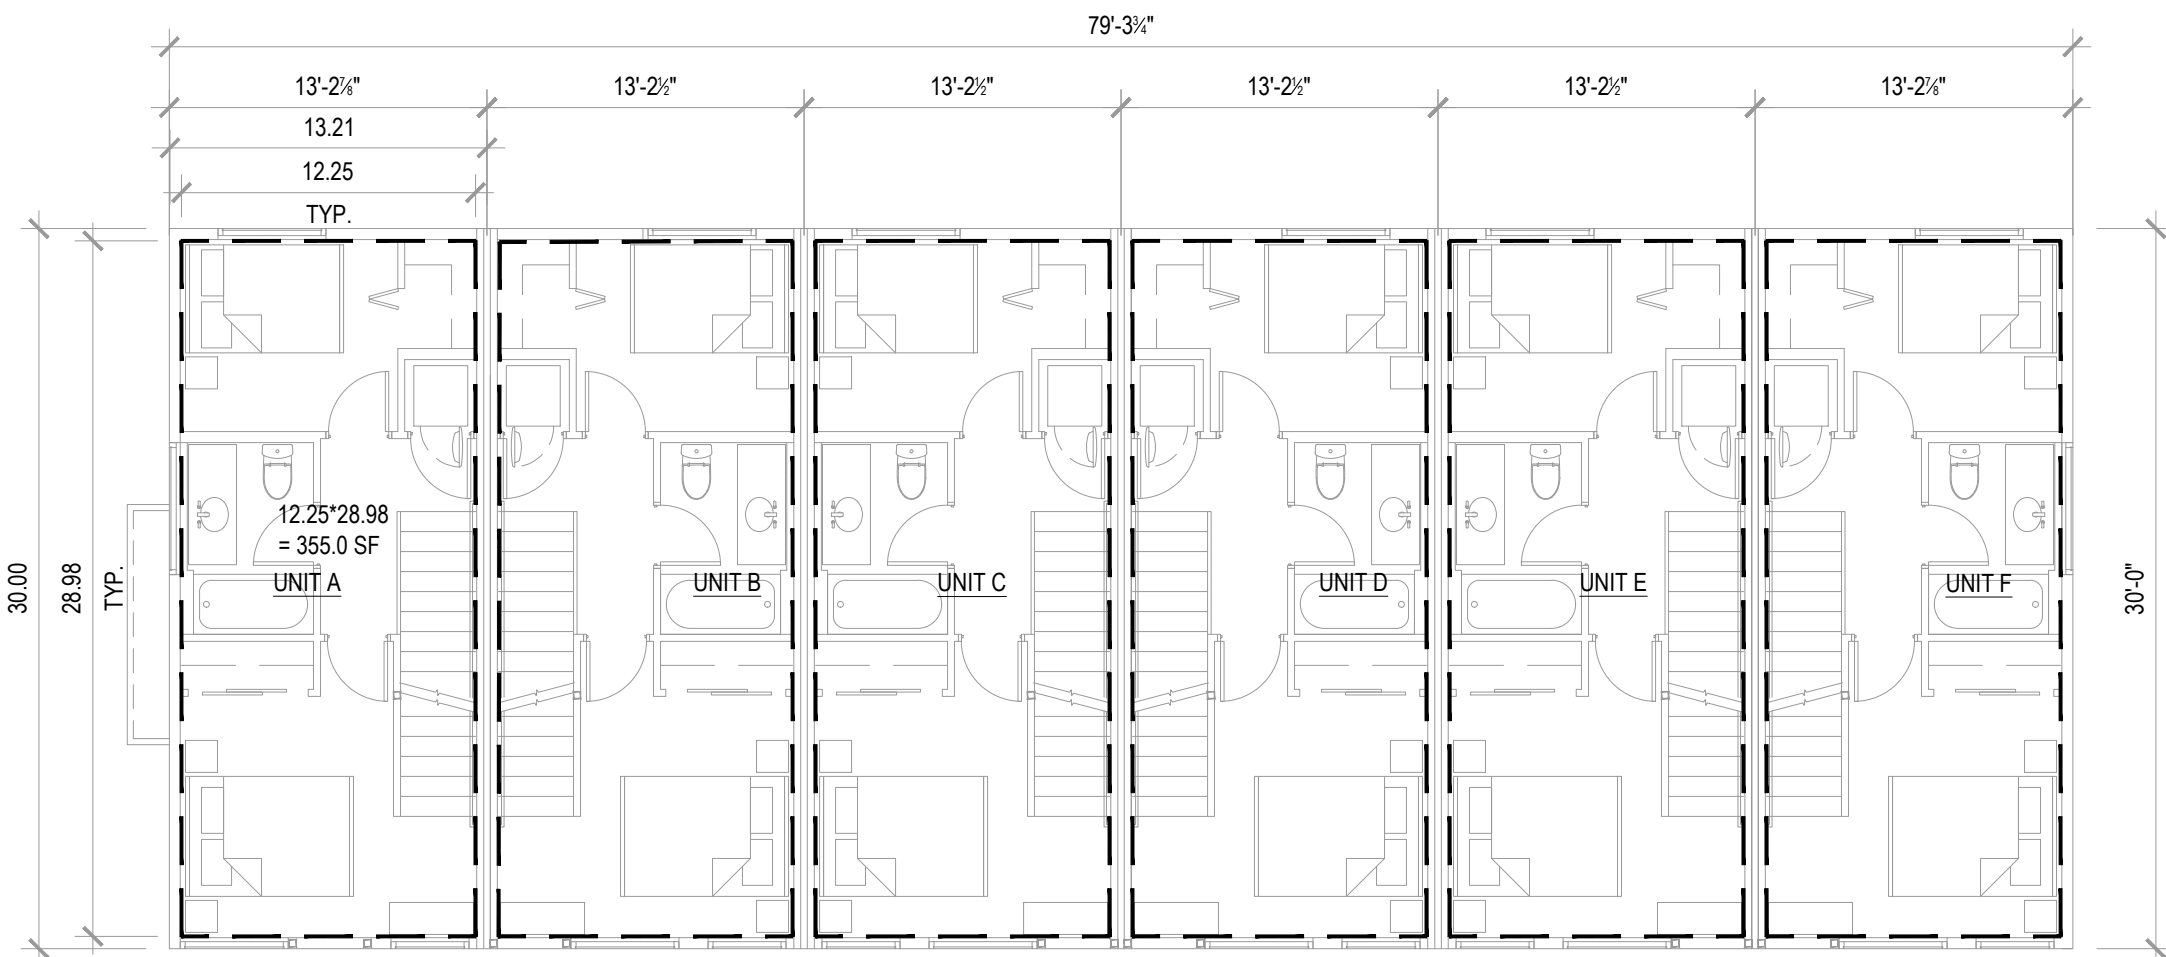 79'-3¾"
13'-2⅞"
13'-2½"
13'-2½"
13'-2½"
13'-2½"
13'-2⅞"
13.21
12.25
TYP.
30.00
28.98
TYP.
30'-0"
12.25*28.98
= 355.0 SF
UNIT A
UNIT B
UNIT C
UNIT D
UNIT E
UNIT F